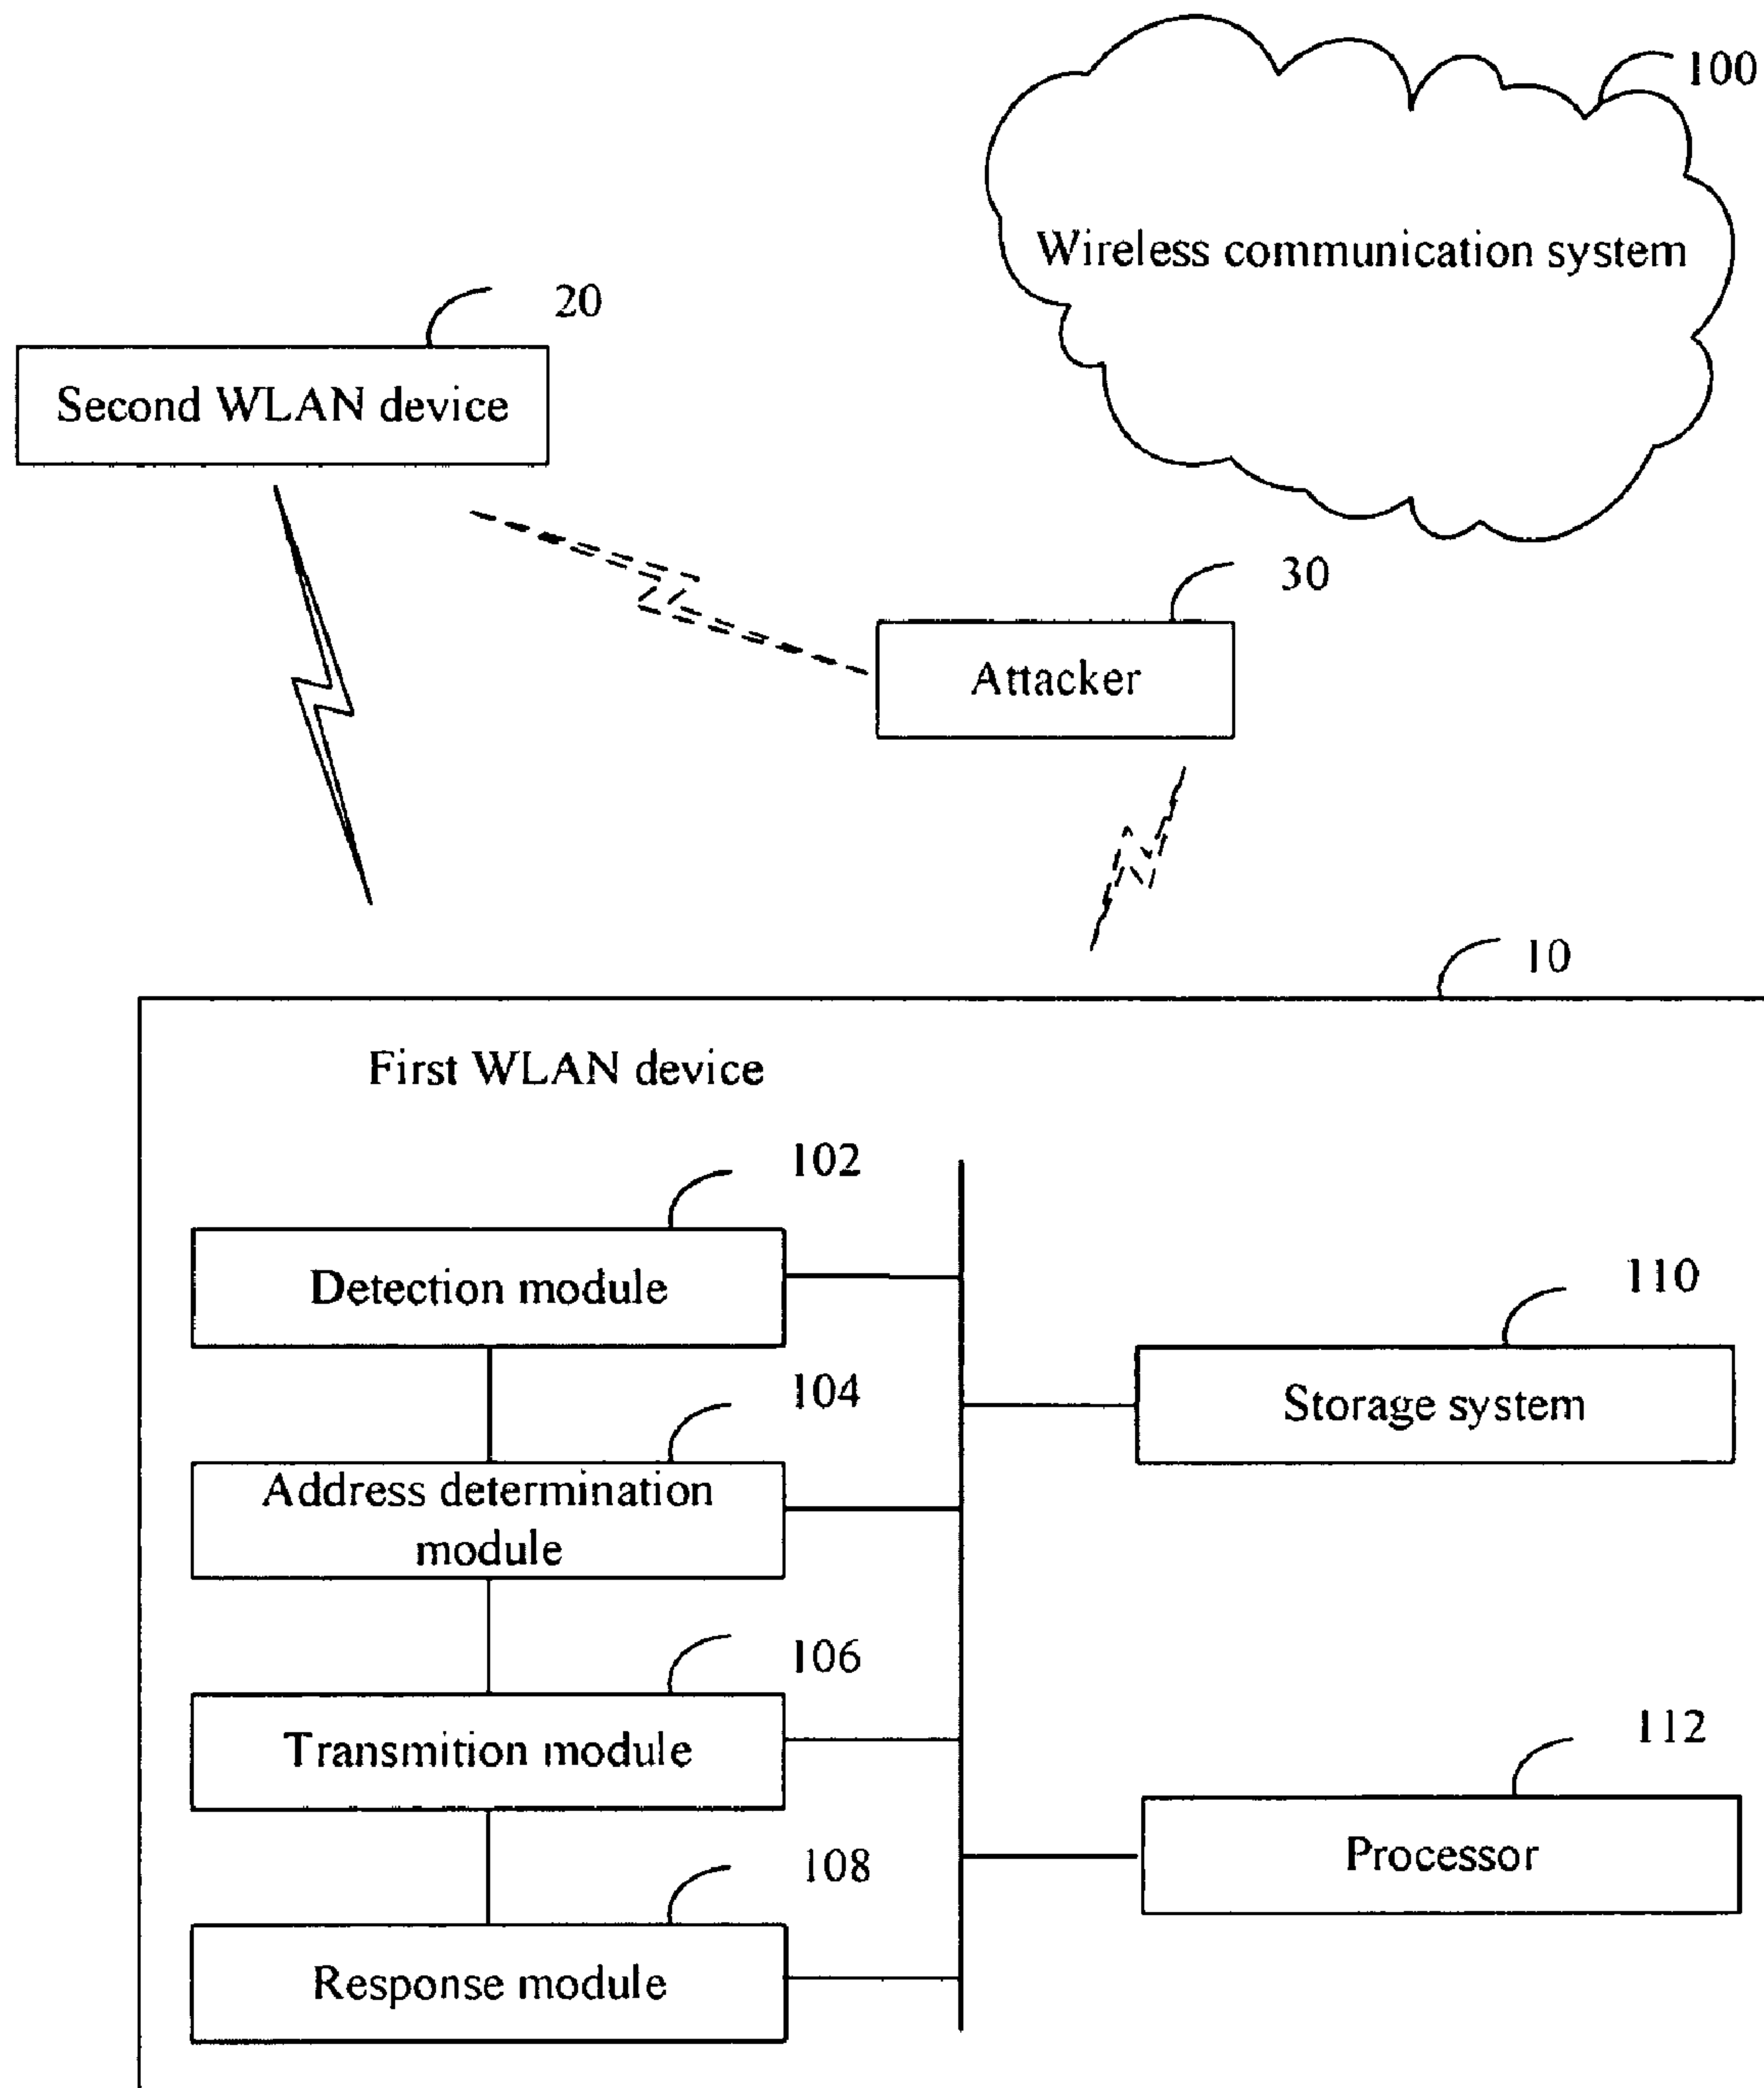 100
Wireless communication system
20
Second WLAN device
30
Attacker
10
First WLAN device
102
Detection module
110
Storage system
104
Address determination
module
106
Transmition module
112
Processor
108
Response module